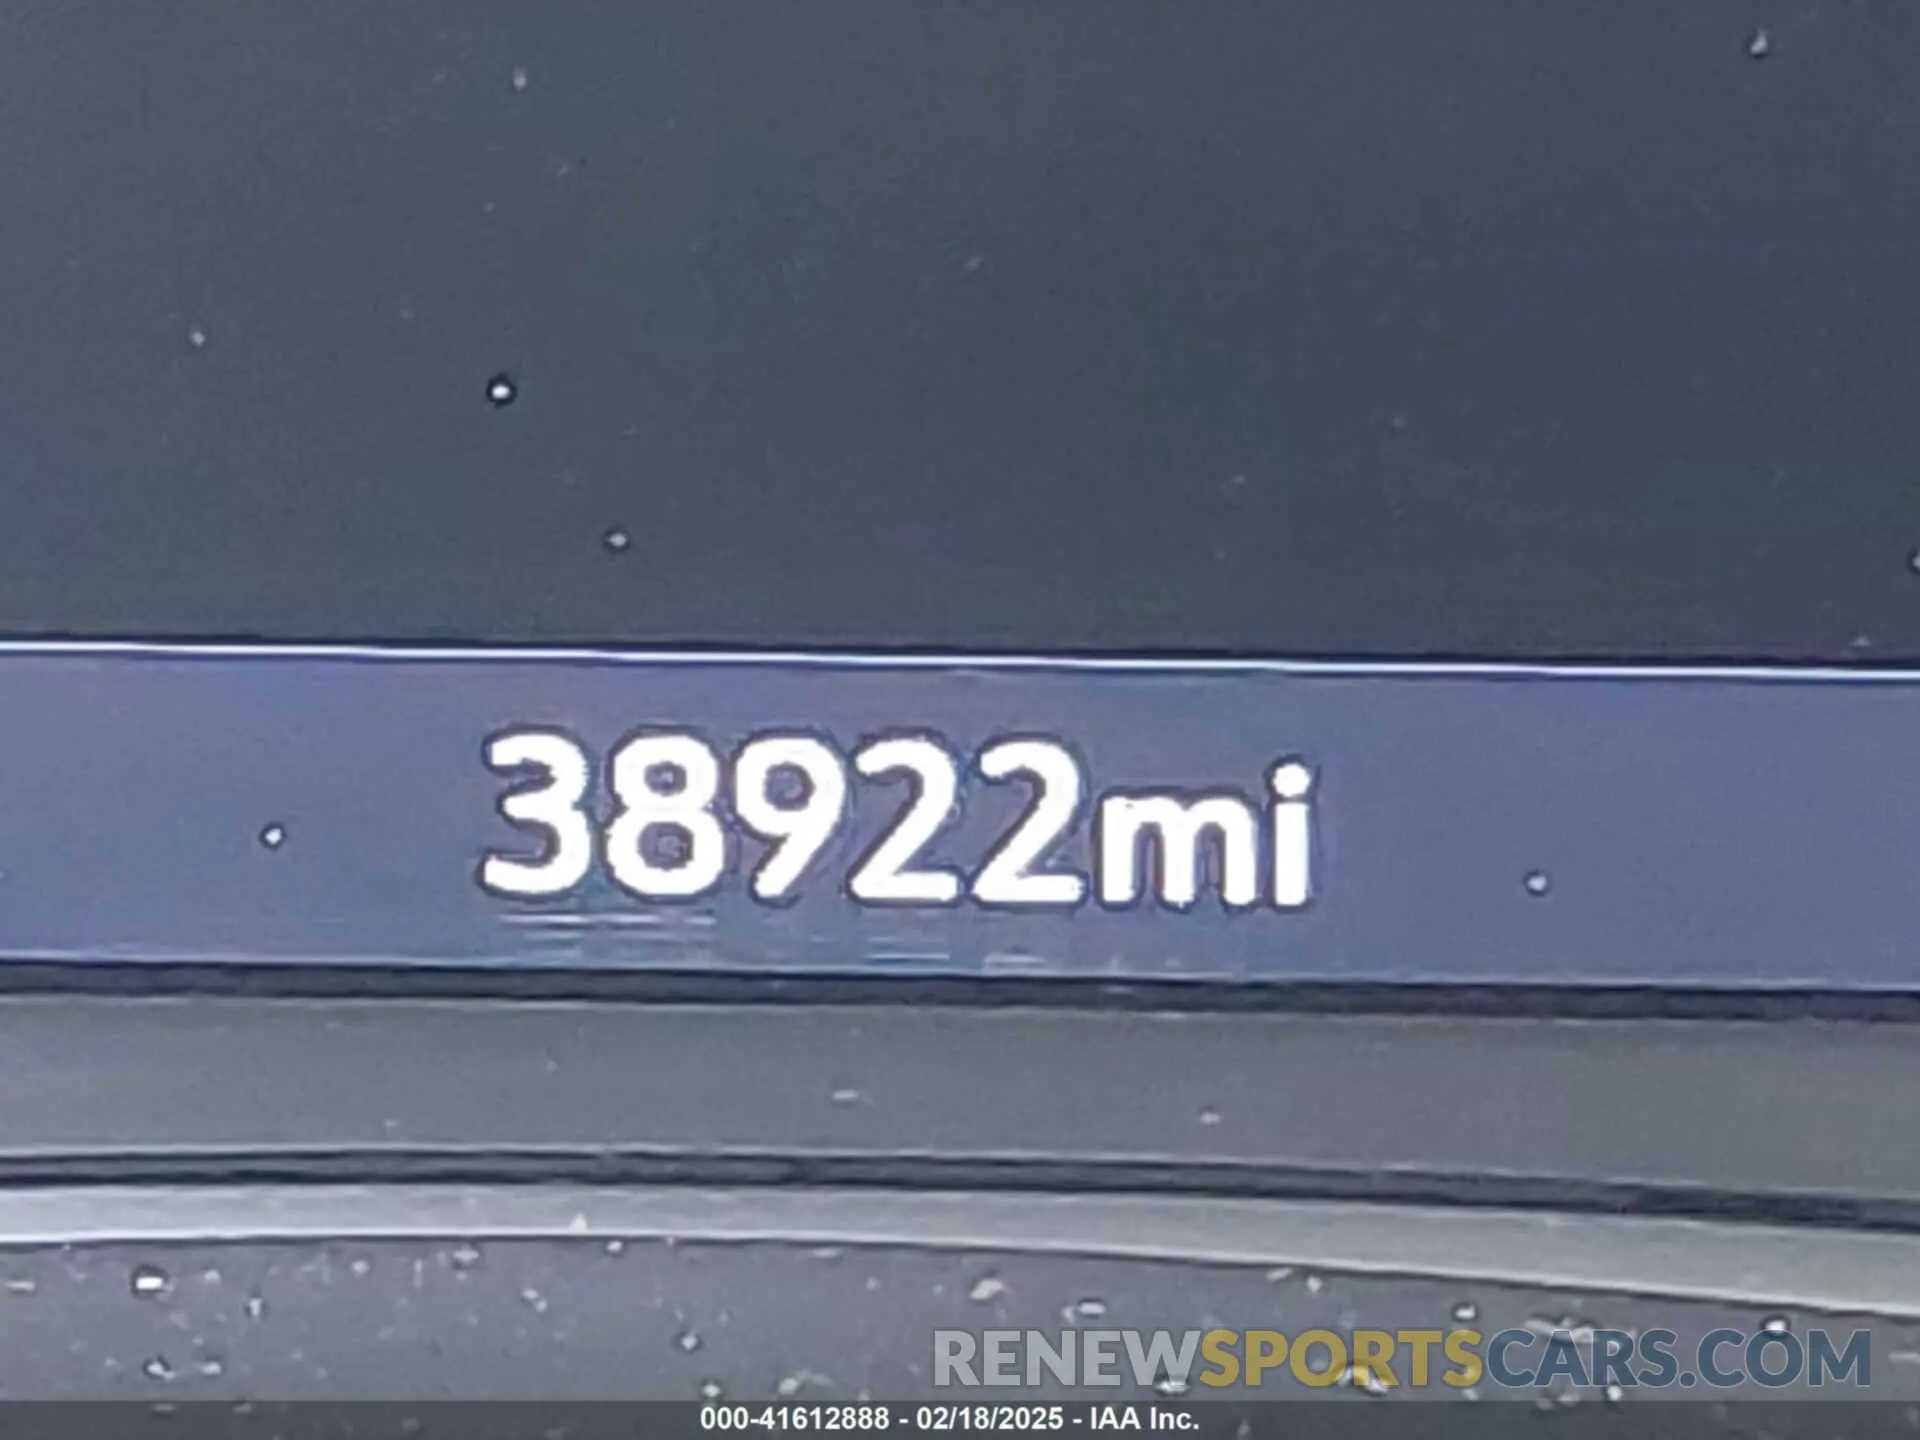 38922mi
RENEWSPORTSCARS.COM
000-41612888 - 02/18/2025 - IAA Inc.